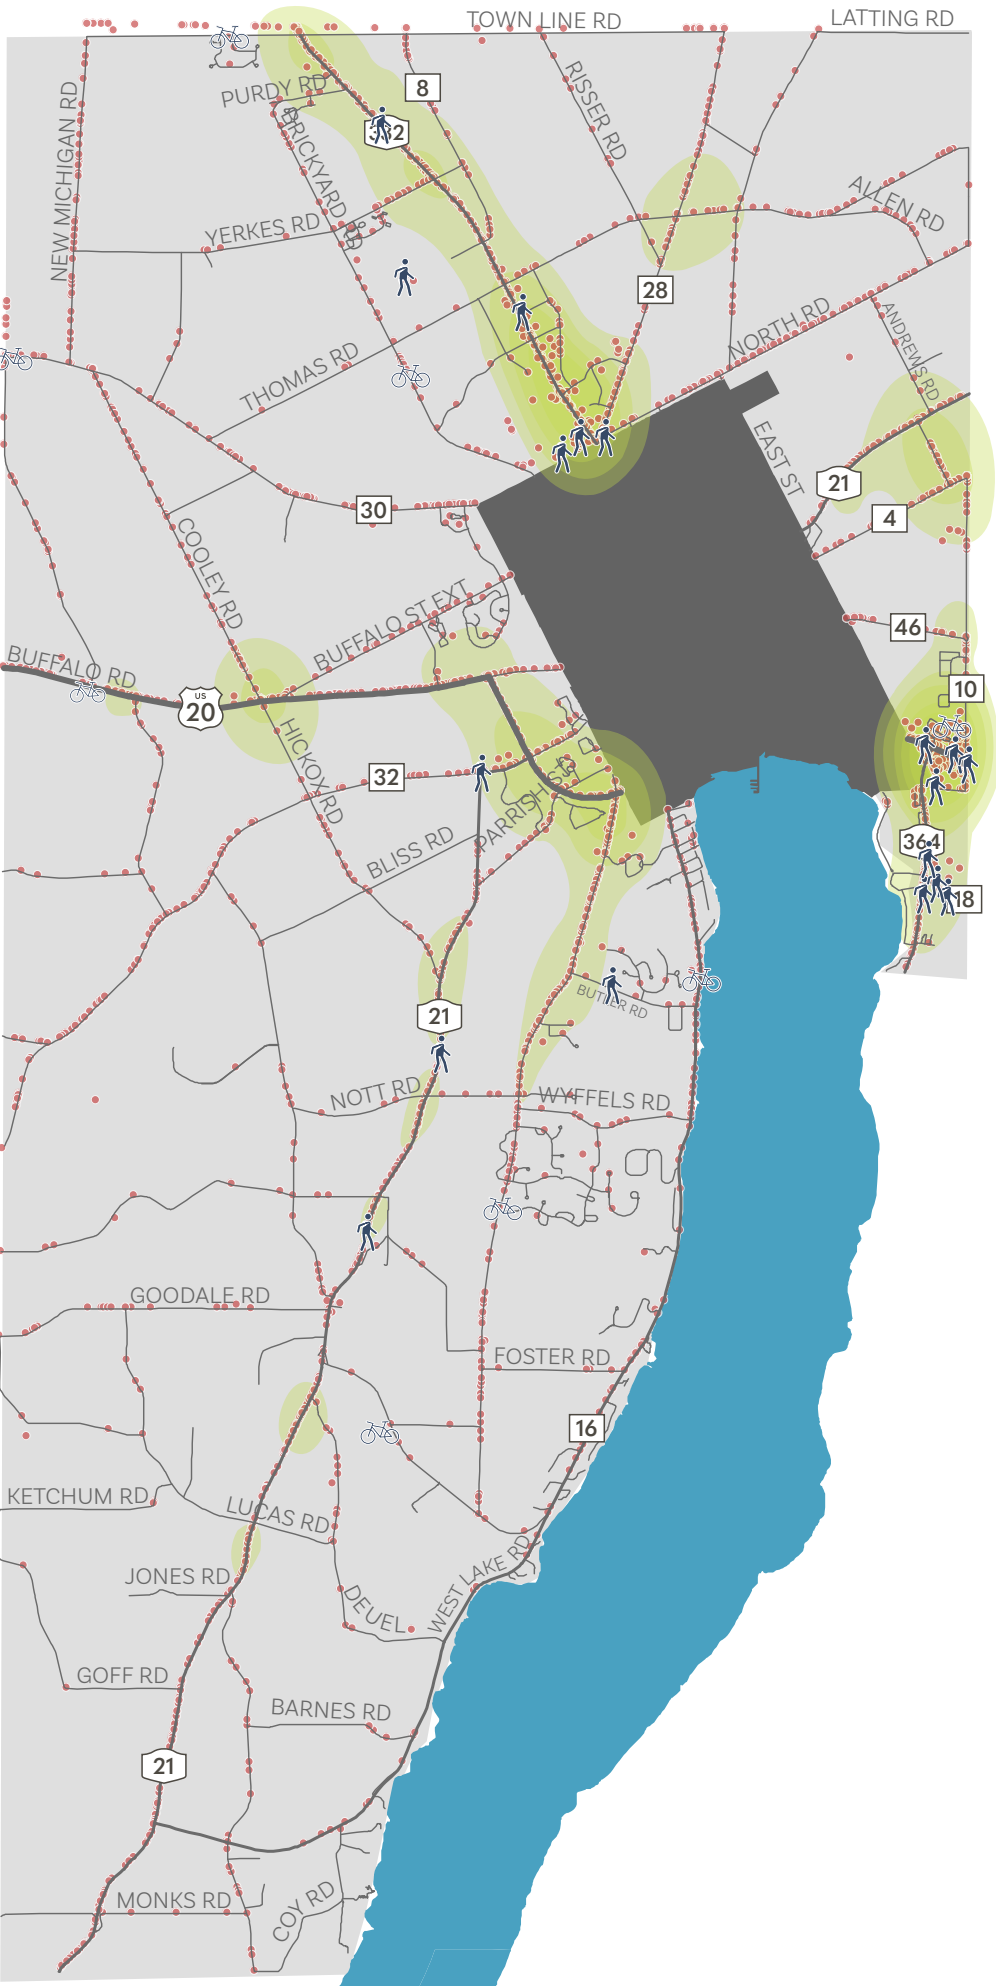 TOWN LINE RD
LATTING RD
8
PURDY RD
RISSER RD
NEW MICHIGAN RD
BRICKYARD RD
ALLEN RD
YERKES RD
28
NORTH RD
ANDREWS RD
THOMAS RD
EAST ST
21
30
4
COOLEY RD
BUFFALO ST EXT
46
BUFFALO RD
10
US
20
HICKOX RD
32
PARRISH ST
BLISS RD
364
18
21
BUTLER RD
NOTT RD
WYFFELS RD
GOODALE RD
FOSTER RD
16
KETCHUM RD
LUCAS RD
WEST LAKE RD
JONES RD
DEUEL
GOFF RD
BARNES RD
21
MONKS RD
COY RD